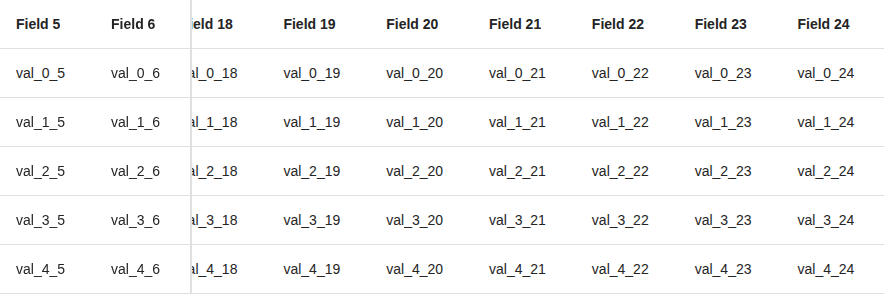 Field 5 Field 6 ield 18 Field 19 Field 20 Field 21 Field 22 Field 23 Field 24
val_0_5 val_0_6 al_0_18 val_0_19 val_0_20 val_0_21 val_0_22 val_0_23 val_0_24
val_1_5 val_1_6 al_1_18 val_1_19 val_1_20 val_1_21 val_1_22 val_1_23 val_1_24
val_2_5 val_2_6 al_2_18 val_2_19 val_2_20 val_2_21 val_2_22 val_2_23 val_2_24
val_3_5 val_3_6 al_3_18 val_3_19 val_3_20 val_3_21 val_3_22 val_3_23 val_3_24
val_4_5 val_4_6 al_4_18 val_4_19 val_4_20 val_4_21 val_4_22 val_4_23 val_4_24